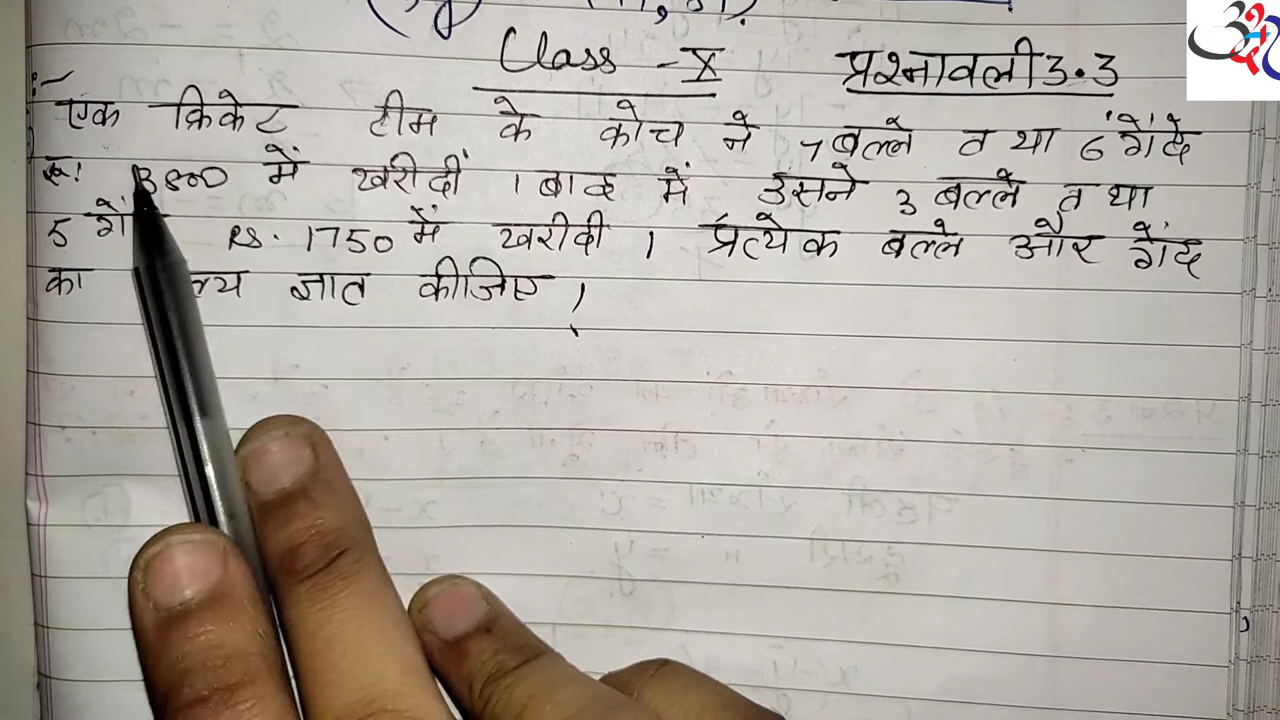 Class - X प्रश्नावली 3.3
एक क्रिकेट टीम के कोच ने 7 बल्ले तथा 6 गेंदें
रू! 3800 में खरीदीं । बाद में उसने 3 बल्ले तथा
5 गें RS. 1750 में खरीदी । प्रत्येक बल्ले और गेंद
का ल्य ज्ञात कीजिए ।